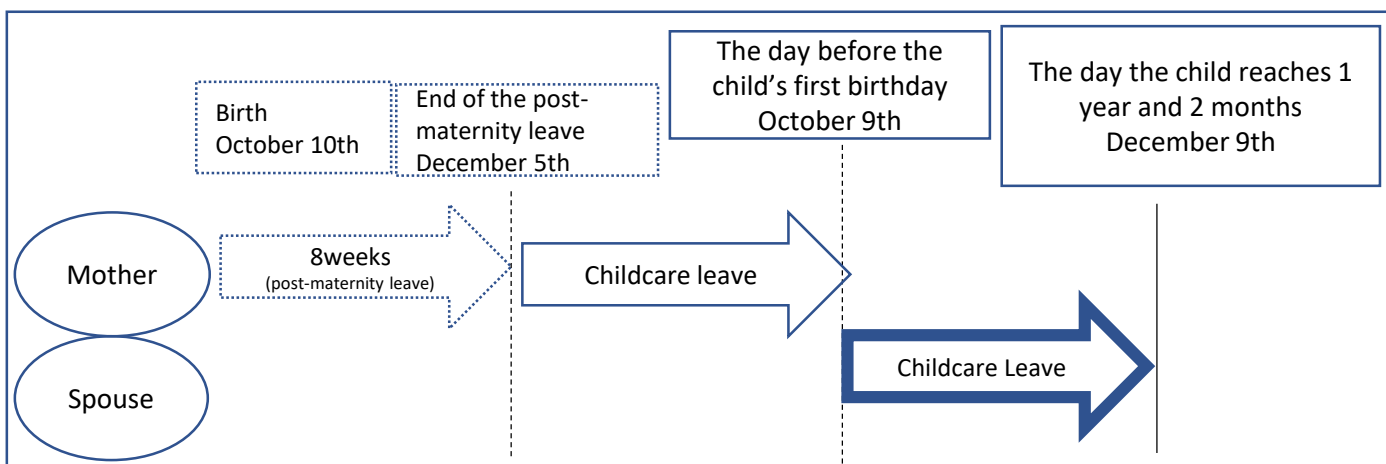 Birth
October 10th
End of the post-
maternity leave
December 5th
The day before the
child’s first birthday
October 9th
The day the child reaches 1
year and 2 months
December 9th
Mother
8weeks
(post-maternity leave)
Childcare leave
Spouse
Childcare Leave